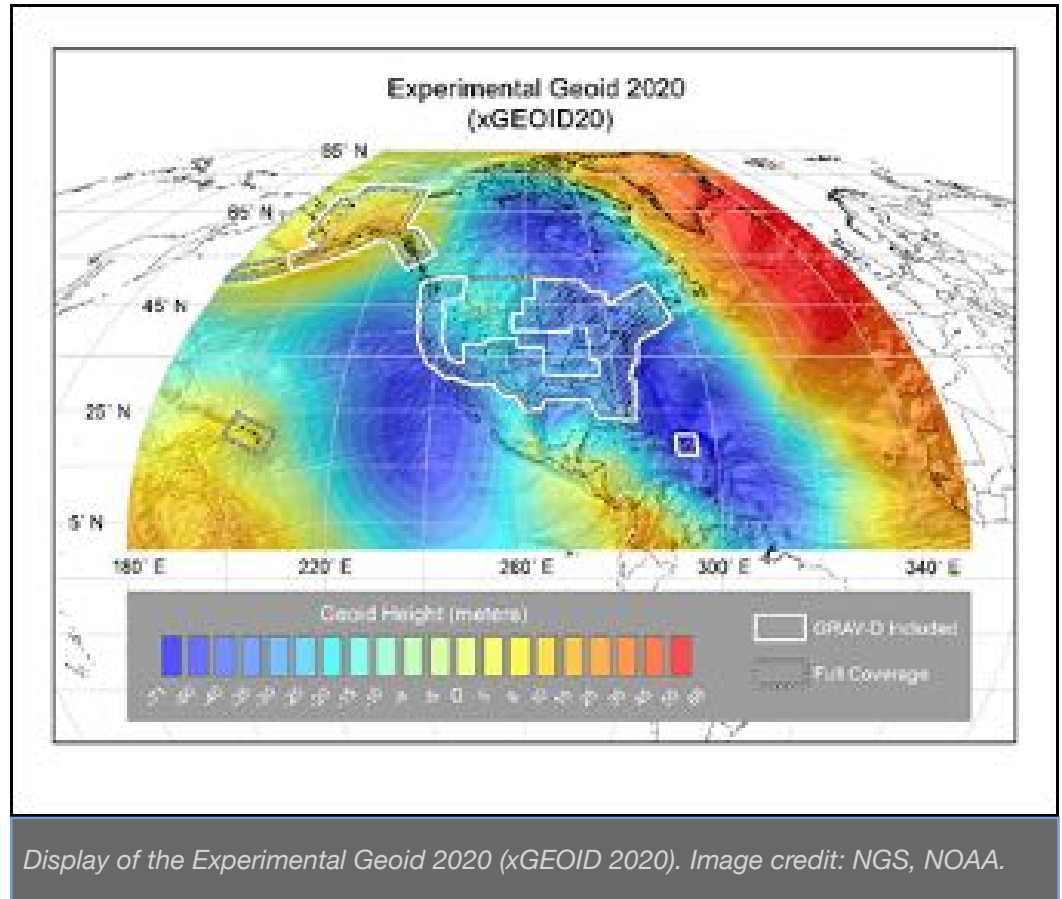 Experimental Geoid 2020
(xGEOID20)
85° N
65° N
45° N
25° N
5° N
180° E
220° E
260° E
300° E
340° E
Geoid Height (meters)
GRAV-D Included
Full Coverage
Display of the Experimental Geoid 2020 (xGEOID 2020). Image credit: NGS, NOAA.